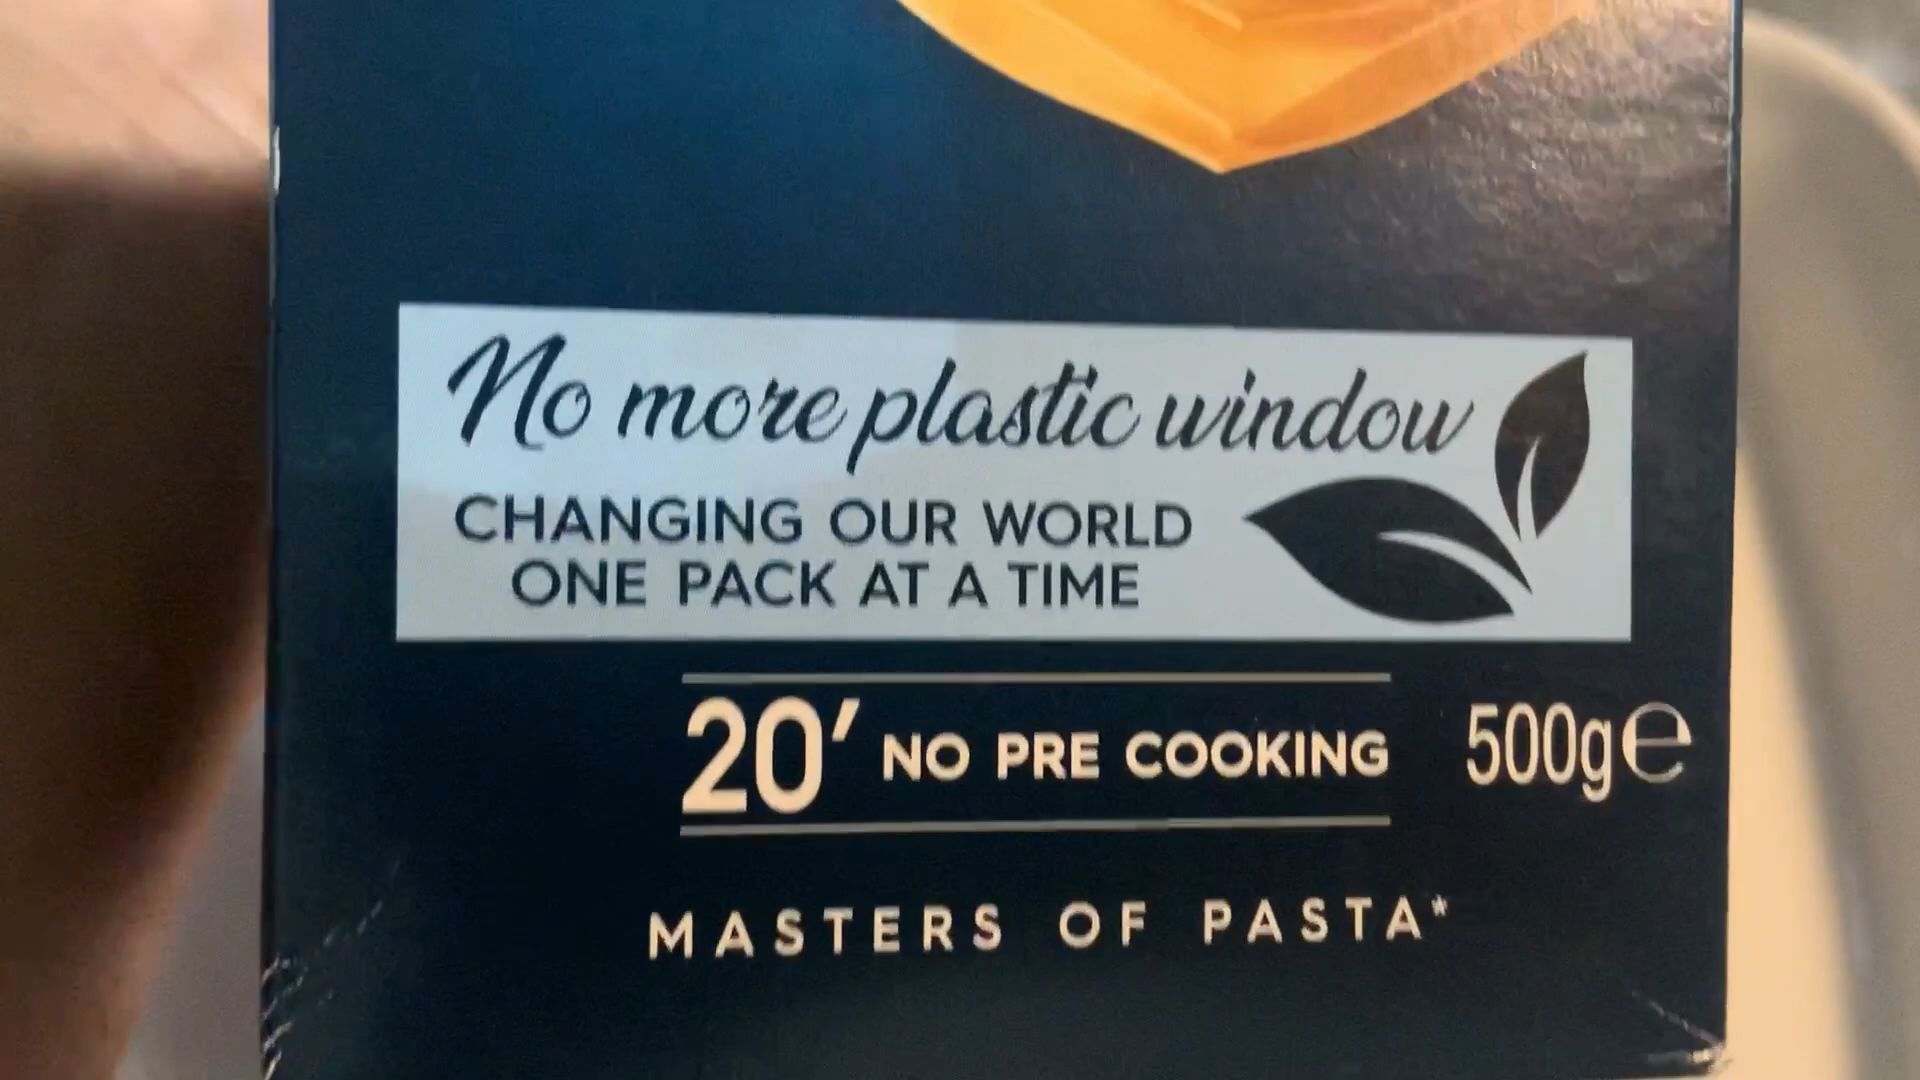 No more plastic window
CHANGING OUR WORLD
ONE PACK AT A TIME
20′ NO PRE COOKING
500g℮
MASTERS OF PASTA*